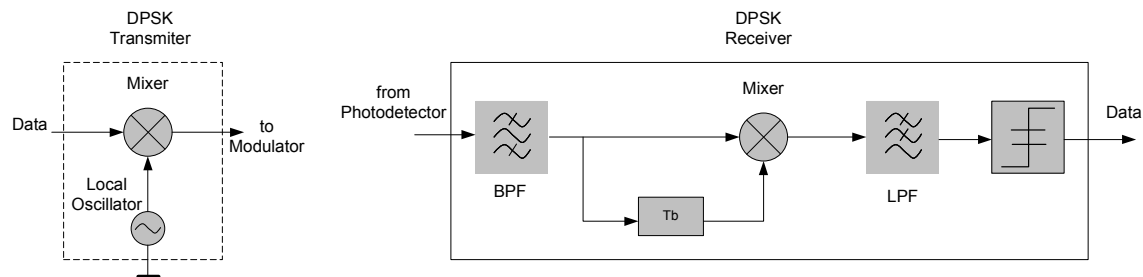 DPSK
Transmiter
Mixer
Data
to
Modulator
Local
Oscillator
DPSK
Receiver
from
Photodetector
BPF
Mixer
Tb
LPF
Data